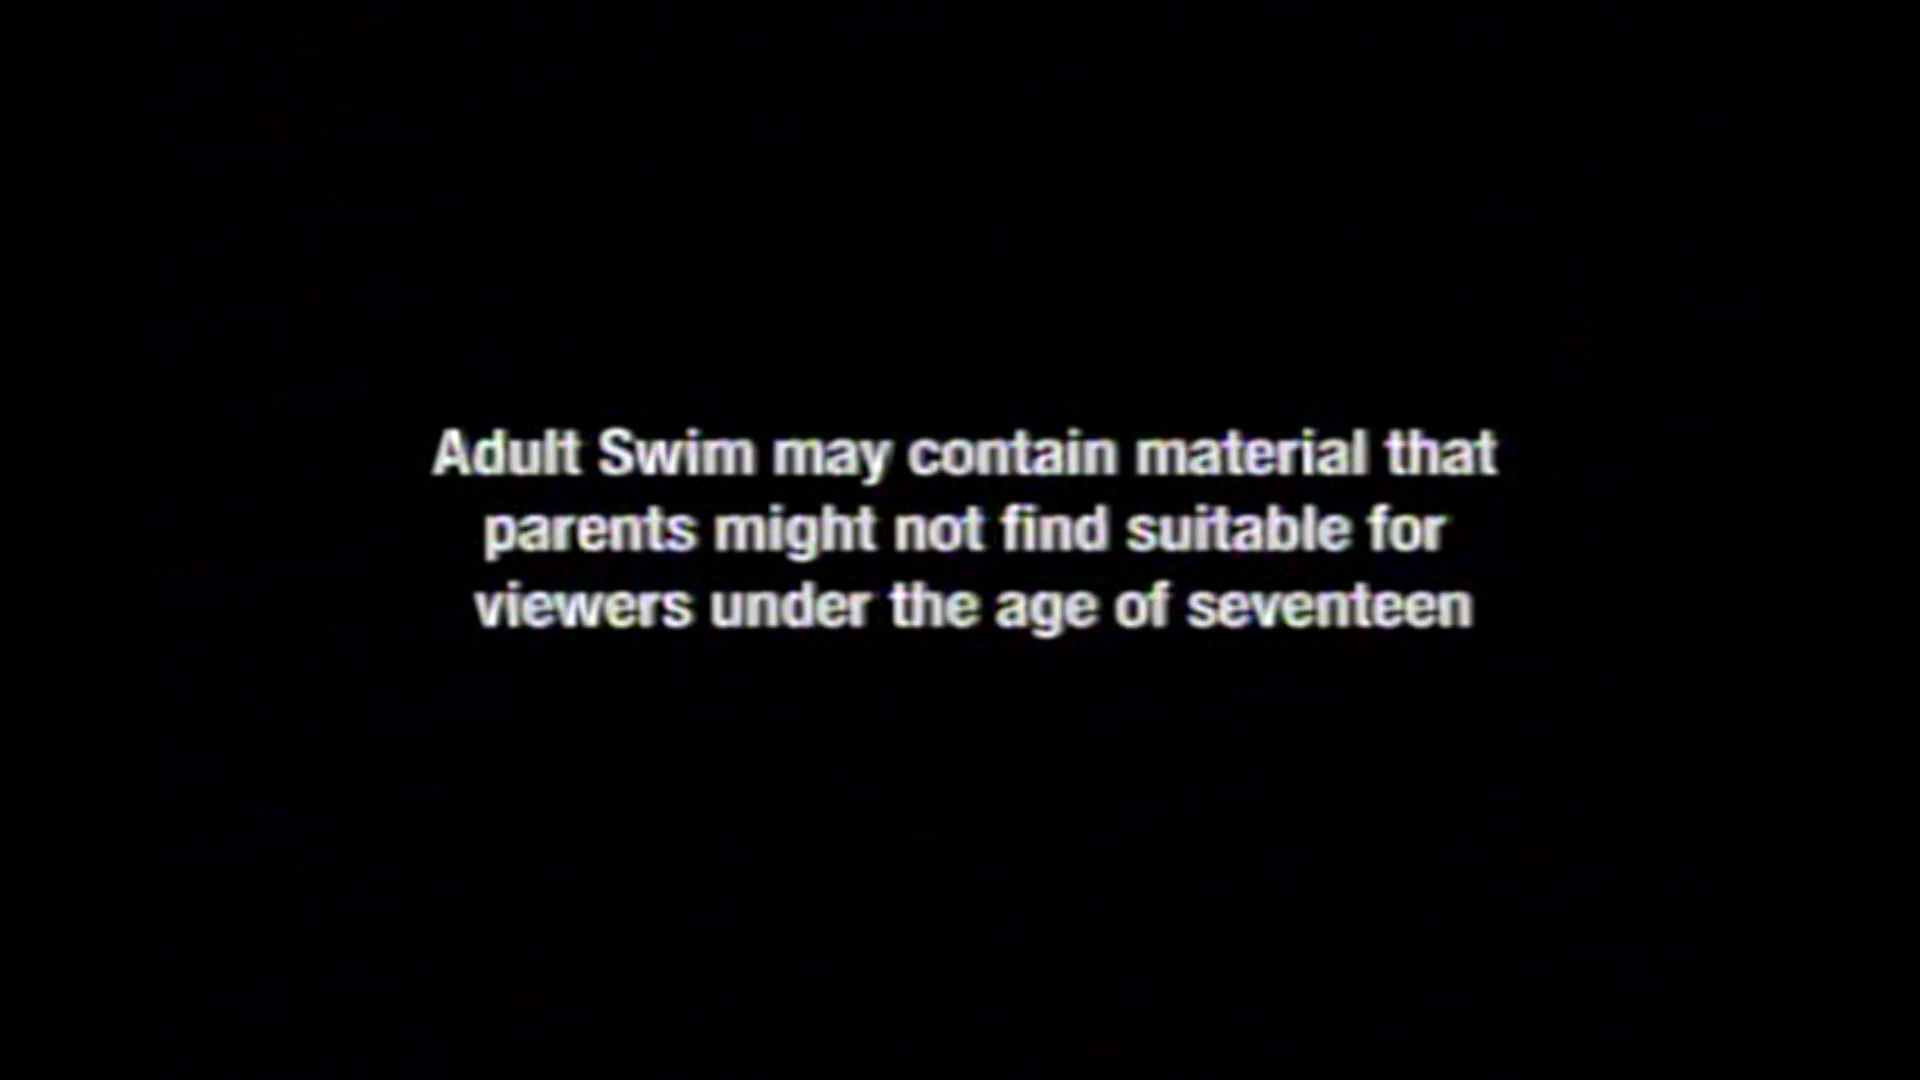 Adult Swim may contain material that
parents might not find suitable for
viewers under the age of seventeen